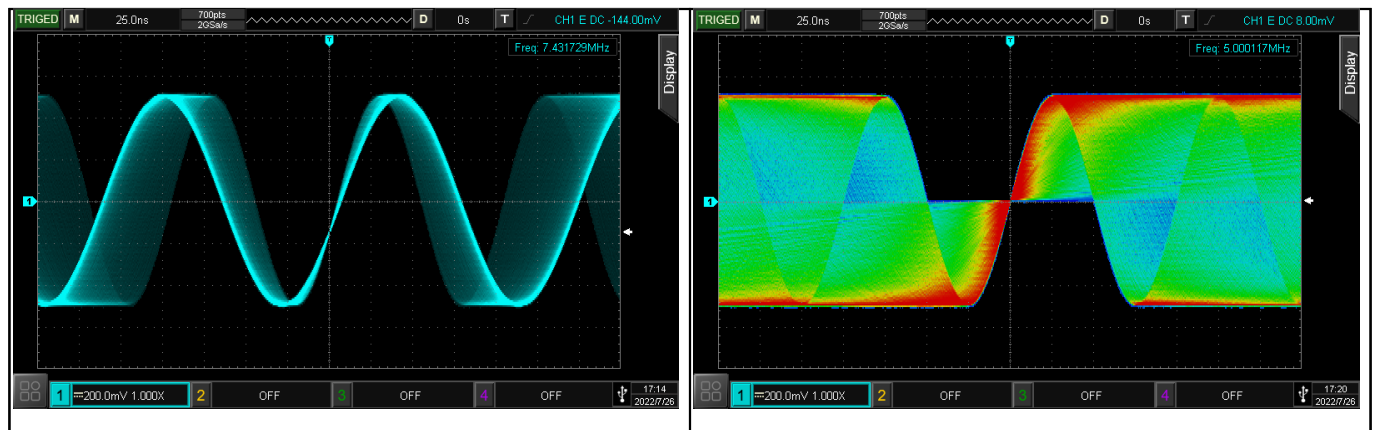 TRIGED M 25.0ns 700pts 2GSa/s D 0s T CH1 E DC -144.00mV
Freq: 7.431729MHz
Display
T
1
1 200.0mV 1.000X 2 OFF 3 OFF 4 OFF 17:14 2022/7/26
TRIGED M 25.0ns 700pts 2GSa/s D 0s T CH1 E DC 8.00mV
Freq: 5.000117MHz
Display
T
1
1 200.0mV 1.000X 2 OFF 3 OFF 4 OFF 17:20 2022/7/26